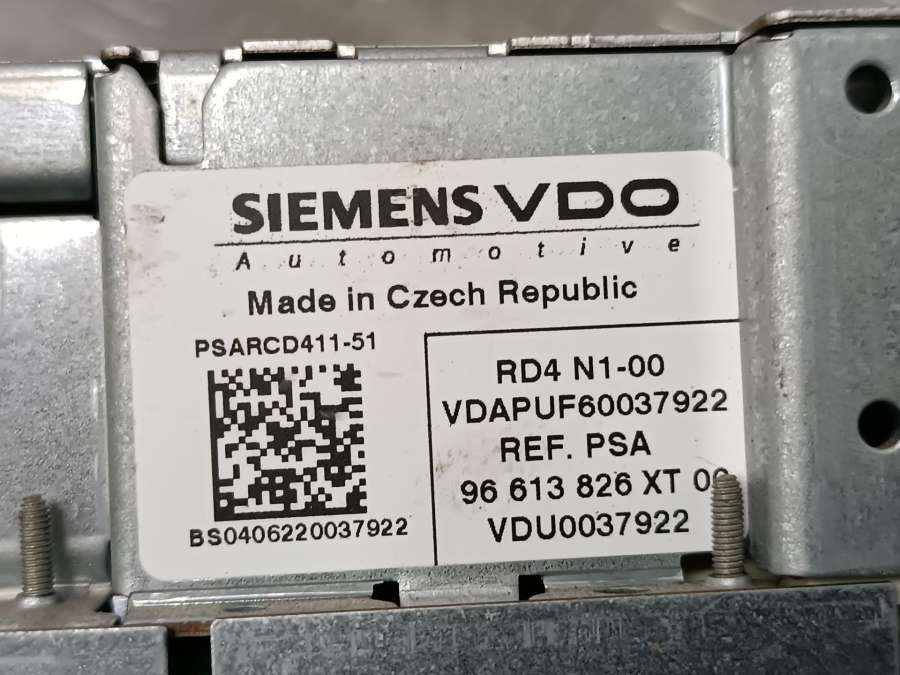 SIEMENS VDO
Automotive
Made in Czech Republic
PSARCD411-51
BS0406220037922
RD4 N1-00
VDAPUF60037922
REF. PSA
96 613 826 XT
VDU0037922